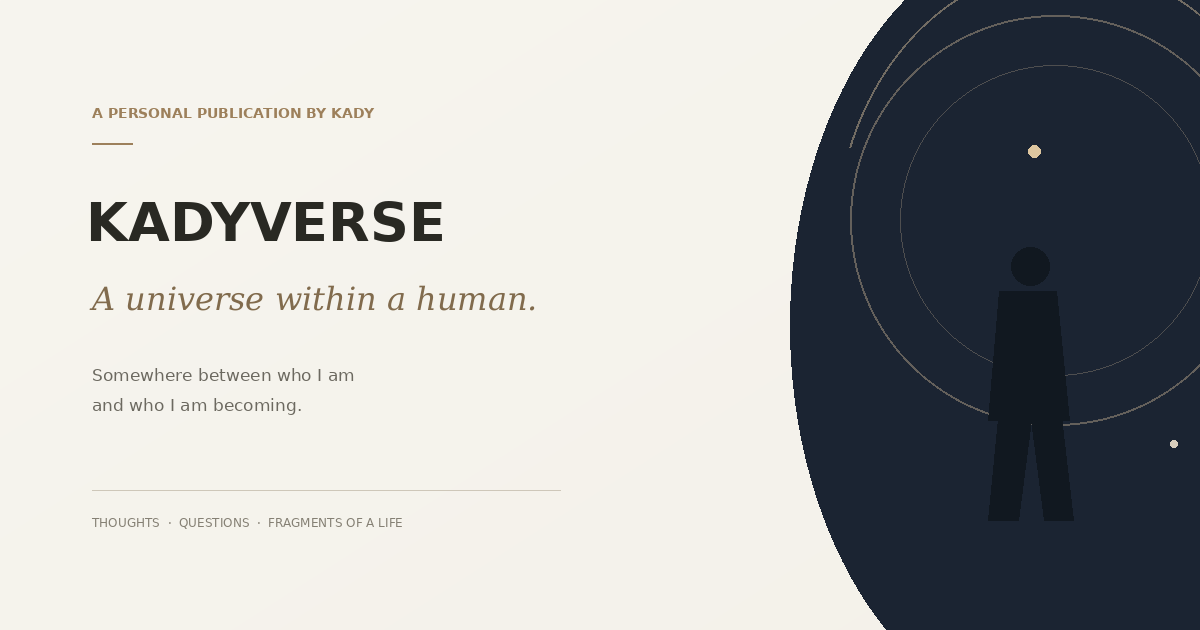 A PERSONAL PUBLICATION BY KADY
KADYVERSE
A universe within a human.
Somewhere between who I am
and who I am becoming.
THOUGHTS · QUESTIONS · FRAGMENTS OF A LIFE